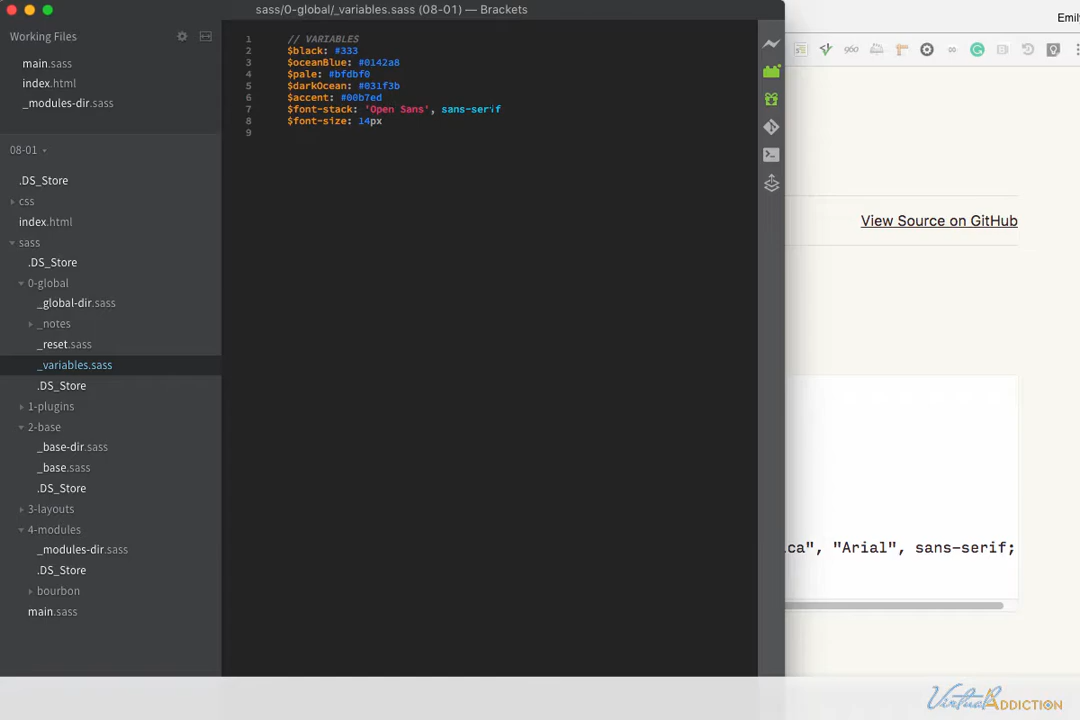 sass/0-global/_variables.sass (08-01) — Brackets
Emily
Working Files
main.css
index.html
_modules-dir.sass
08-01
.DS_Store
css
index.html
sass
.DS_Store
0-global
_global-dir.sass
_notes
_reset.sass
_variables.sass
.DS_Store
1-plugins
2-base
_base-dir.sass
_base.sass
.DS_Store
3-layouts
4-modules
_modules-dir.sass
.DS_Store
bourbon
main.sass
1 // VARIABLES
2 $black: #333
3 $oceanBlue: #0142a8
4 $pale: #bfdbf0
5 $darkOcean: #031f3b
6 $accent: #00b7ed
7 $font-stack: 'Open Sans', sans-serif
8 $font-size: 14px
9
960
View Source on GitHub
ica", "Arial", sans-serif;
VirtualAddiction